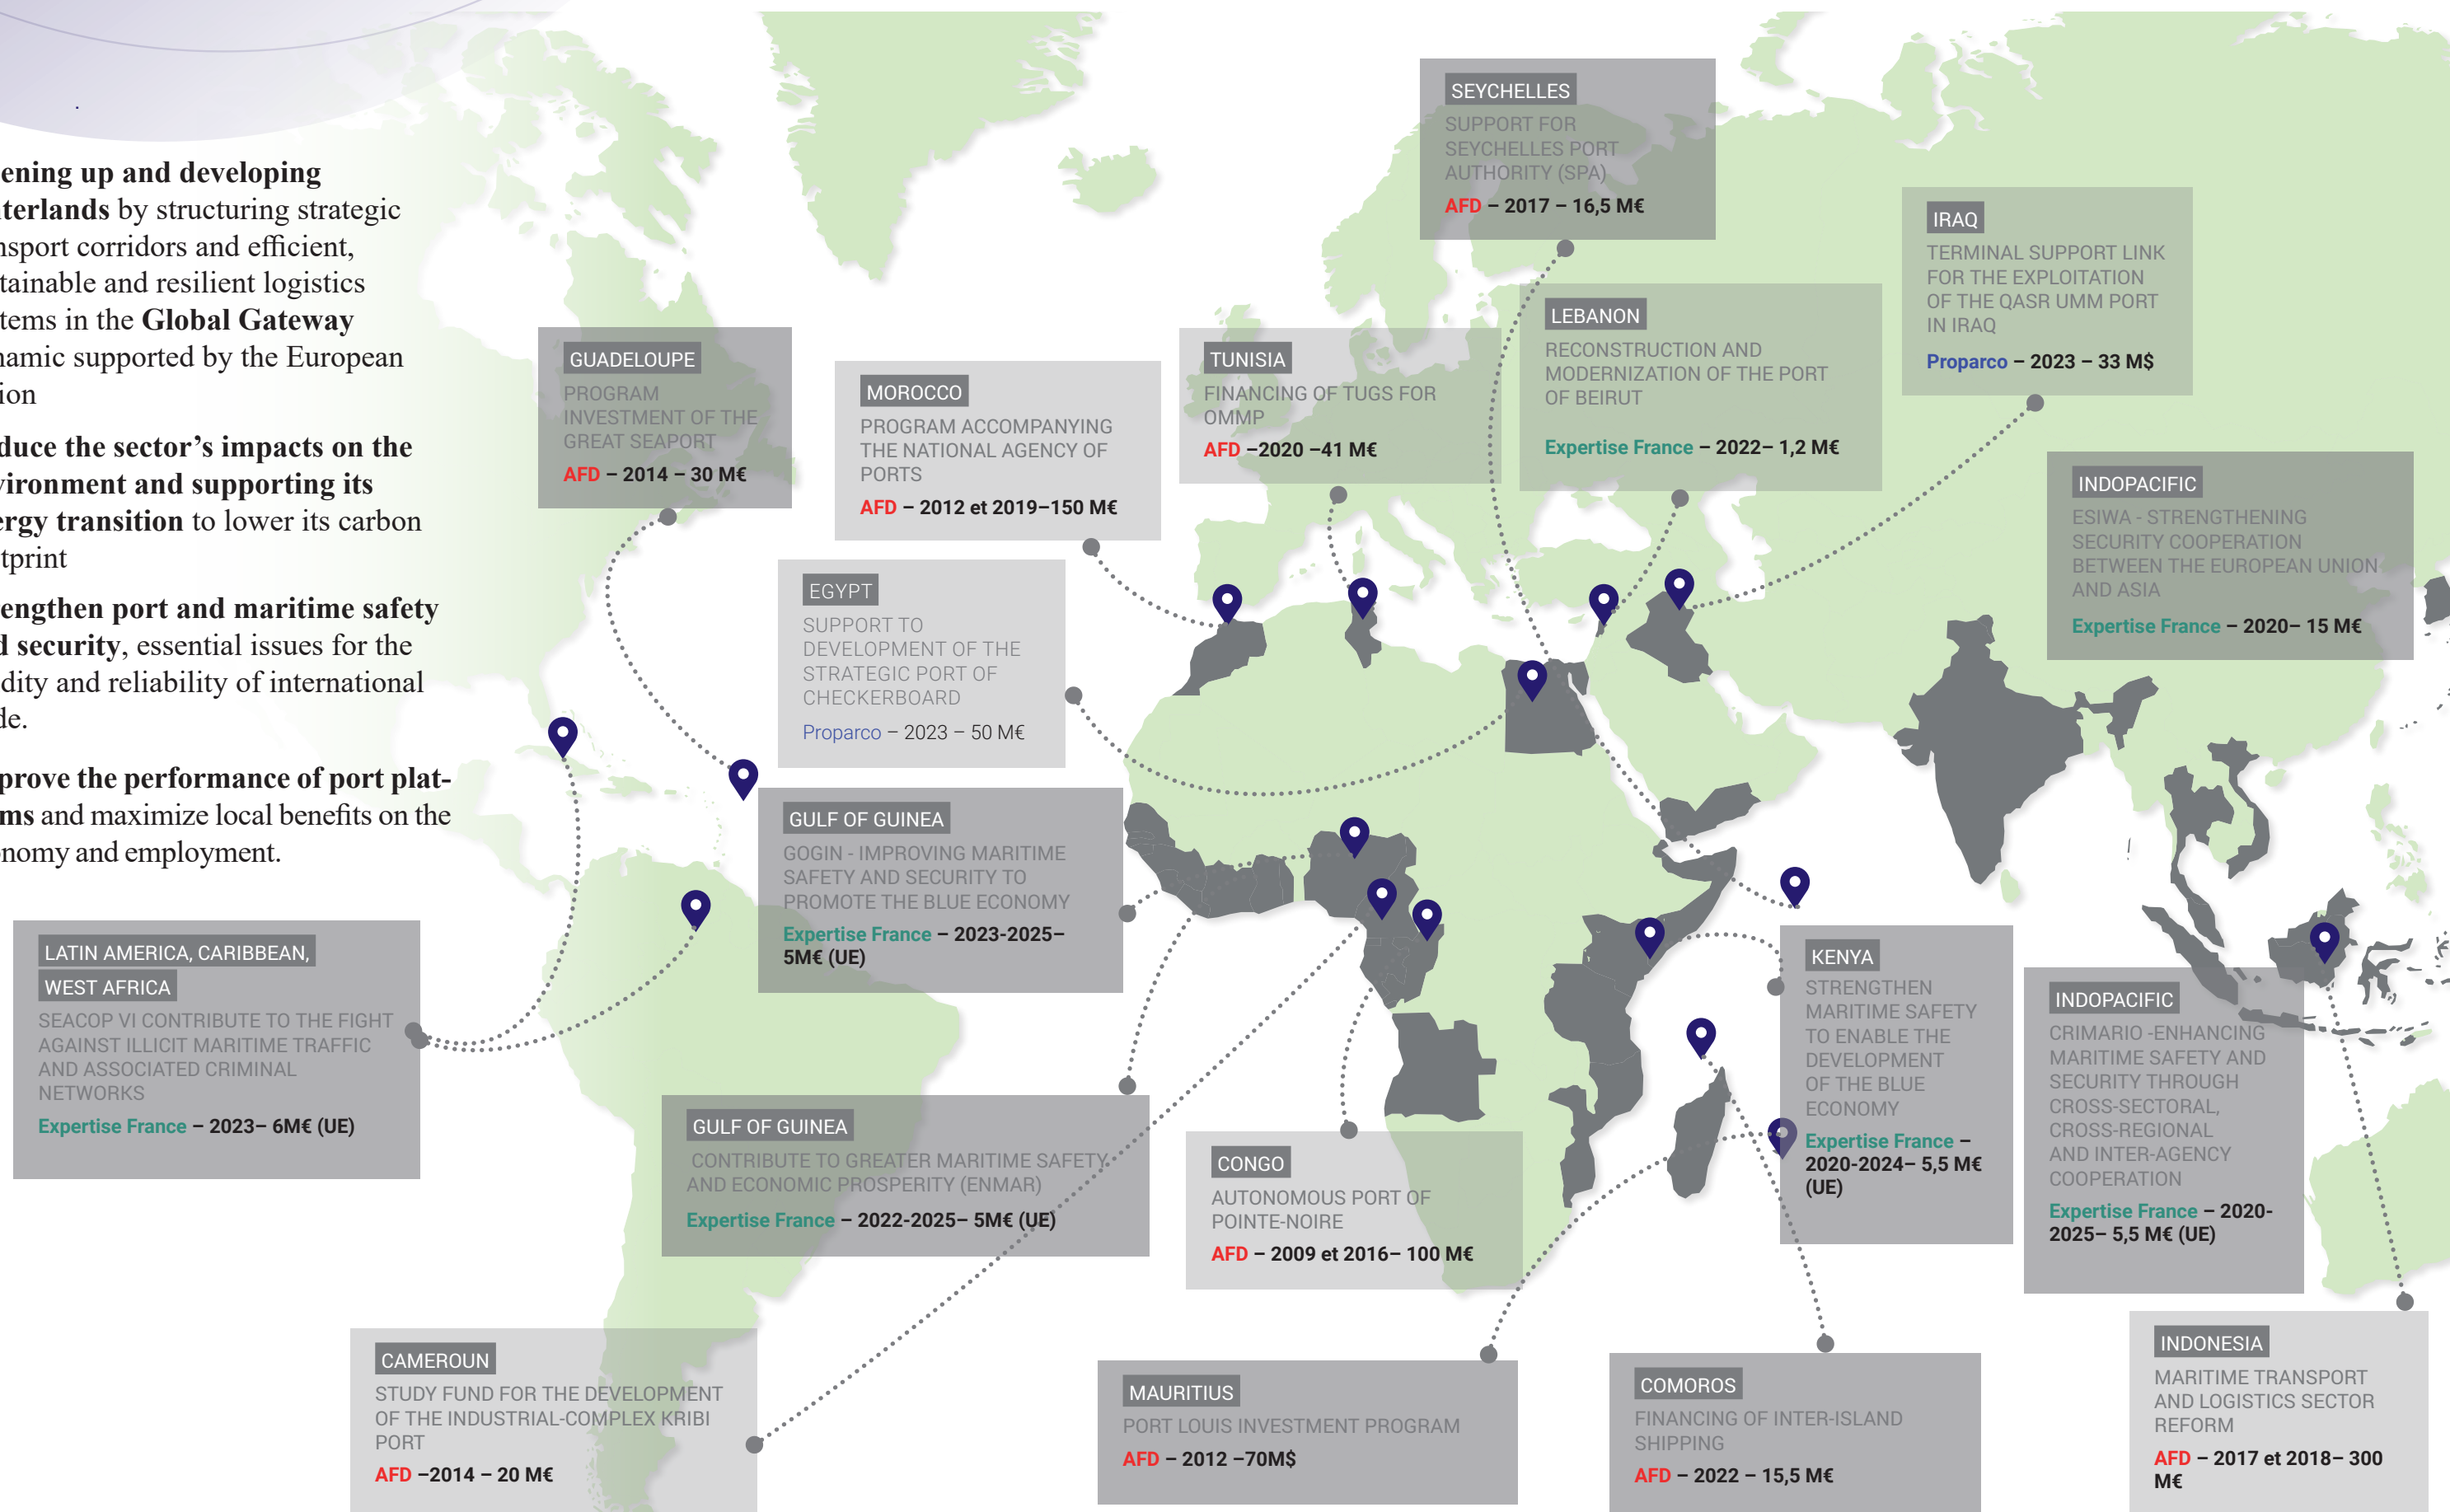 ening up and developing
terlands by structuring strategic
nsport corridors and efficient,
tainable and resilient logistics
tems in the Global Gateway
namic supported by the European
ion
duce the sector's impacts on the
vironment and supporting its
ergy transition to lower its carbon
tprint
engthen port and maritime safety
d security, essential issues for the
idity and reliability of international
de.
prove the performance of port plat-
ms and maximize local benefits on the
onomy and employment.
SEYCHELLES
SUPPORT FOR
SEYCHELLES PORT
AUTHORITY (SPA)
AFD – 2017 – 16,5 M€
IRAQ
TERMINAL SUPPORT LINK
FOR THE EXPLOITATION
OF THE QASR UMM PORT
IN IRAQ
Proparco – 2023 – 33 M$
LEBANON
RECONSTRUCTION AND
MODERNIZATION OF THE PORT
OF BEIRUT
Expertise France – 2022– 1,2 M€
GUADELOUPE
PROGRAM
INVESTMENT OF THE
GREAT SEAPORT
AFD – 2014 – 30 M€
MOROCCO
PROGRAM ACCOMPANYING
THE NATIONAL AGENCY OF
PORTS
AFD – 2012 et 2019–150 M€
TUNISIA
FINANCING OF TUGS FOR
OMMP
AFD –2020 –41 M€
INDOPACIFIC
ESIWA - STRENGTHENING
SECURITY COOPERATION
BETWEEN THE EUROPEAN UNION
AND ASIA
Expertise France – 2020– 15 M€
EGYPT
SUPPORT TO
DEVELOPMENT OF THE
STRATEGIC PORT OF
CHECKERBOARD
Proparco – 2023 – 50 M€
GULF OF GUINEA
GOGIN - IMPROVING MARITIME
SAFETY AND SECURITY TO
PROMOTE THE BLUE ECONOMY
Expertise France – 2023-2025–
5M€ (UE)
LATIN AMERICA, CARIBBEAN,
WEST AFRICA
SEACOP VI CONTRIBUTE TO THE FIGHT
AGAINST ILLICIT MARITIME TRAFFIC
AND ASSOCIATED CRIMINAL
NETWORKS
Expertise France – 2023– 6M€ (UE)
GULF OF GUINEA
CONTRIBUTE TO GREATER MARITIME SAFETY
AND ECONOMIC PROSPERITY (ENMAR)
Expertise France – 2022-2025– 5M€ (UE)
CONGO
AUTONOMOUS PORT OF
POINTE-NOIRE
AFD – 2009 et 2016– 100 M€
KENYA
STRENGTHEN
MARITIME SAFETY
TO ENABLE THE
DEVELOPMENT
OF THE BLUE
ECONOMY
Expertise France –
2020-2024– 5,5 M€
(UE)
INDOPACIFIC
CRIMARIO -ENHANCING
MARITIME SAFETY AND
SECURITY THROUGH
CROSS-SECTORAL,
CROSS-REGIONAL
AND INTER-AGENCY
COOPERATION
Expertise France – 2020-
2025– 5,5 M€ (UE)
CAMEROUN
STUDY FUND FOR THE DEVELOPMENT
OF THE INDUSTRIAL-COMPLEX KRIBI
PORT
AFD –2014 – 20 M€
MAURITIUS
PORT LOUIS INVESTMENT PROGRAM
AFD – 2012 –70M$
COMOROS
FINANCING OF INTER-ISLAND
SHIPPING
AFD – 2022 – 15,5 M€
INDONESIA
MARITIME TRANSPORT
AND LOGISTICS SECTOR
REFORM
AFD – 2017 et 2018– 300
M€